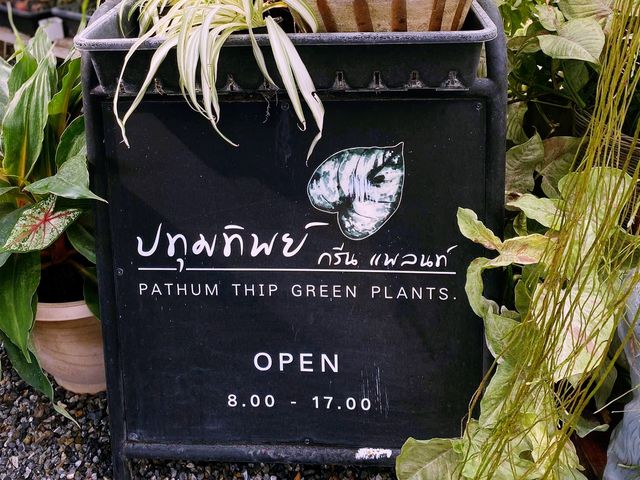 ปทุมทิพย์ กรีน แพลนท์
PATHUM THIP GREEN PLANTS.
OPEN
8.00 - 17.00